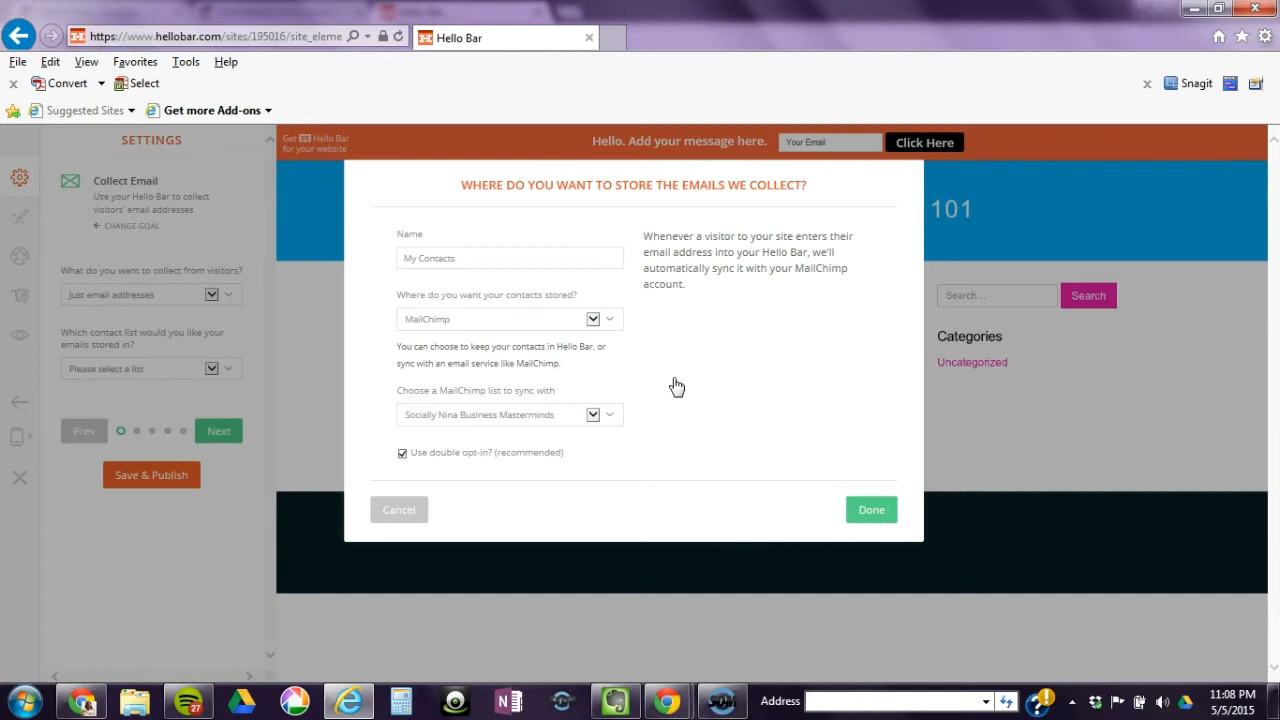 https://www.hellobar.com/sites/195016/site_eleme
Hello Bar
File Edit View Favorites Tools Help
Convert Select
Snagit
Suggested Sites Get more Add-ons
SETTINGS
Collect Email
Use your Hello Bar to collect
visitors' email addresses
CHANGE GOAL
What do you want to collect from visitors?
Just email addresses
Which contact list would you like your
emails stored in?
Please select a list
Prev
Next
Save & Publish
Get Hello Bar
for your website
Hello. Add your message here.
Your Email
Click Here
101
WHERE DO YOU WANT TO STORE THE EMAILS WE COLLECT?
Name
My Contacts
Where do you want your contacts stored?
MailChimp
You can choose to keep your contacts in Hello Bar, or
sync with an email service like MailChimp.
Choose a MailChimp list to sync with
Socially Nina Business Masterminds
Use double opt-in? (recommended)
Whenever a visitor to your site enters their
email address into your Hello Bar, we'll
automatically sync it with your MailChimp
account.
Cancel
Done
Search...
Search
Categories
Uncategorized
27
Address
11:08 PM
5/5/2015